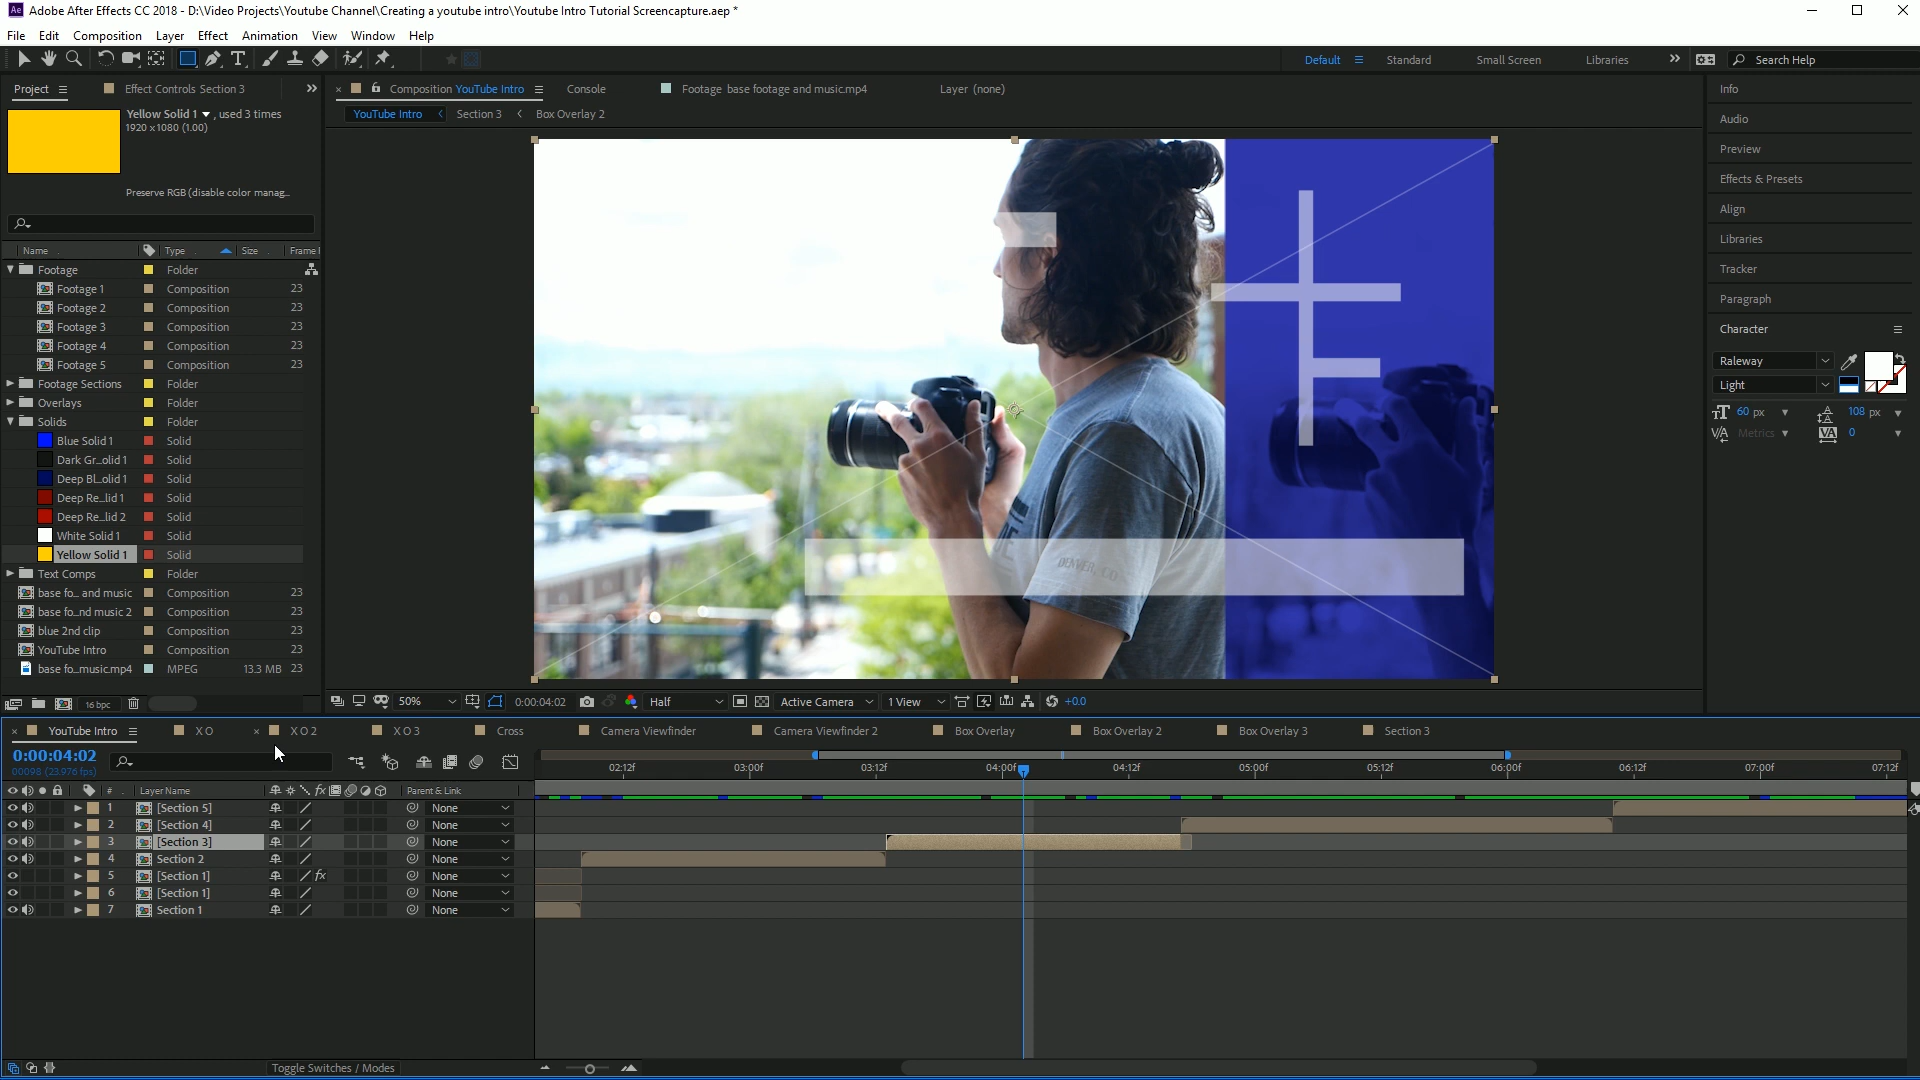 Ae Adobe After Effects CC 2018 - D:\Video Projects\Youtube Channel\Creating a youtube intro\Youtube Intro Tutorial Screencapture.aep *
File Edit Composition Layer Effect Animation View Window Help
Default Standard Small Screen Libraries Search Help
Project Effect Controls Section 3
Composition YouTube Intro Console Footage base footage and music.mp4 Layer (none)
YouTube Intro Section 3 Box Overlay 2
Yellow Solid 1 , used 3 times
1920 x 1080 (1.00)
Preserve RGB (disable color manag...
Name Type Size Frame
Footage Folder
Footage 1 Composition 23
Footage 2 Composition 23
Footage 3 Composition 23
Footage 4 Composition 23
Footage 5 Composition 23
Footage Sections Folder
Overlays Folder
Solids Folder
Blue Solid 1 Solid
Dark Gr...olid 1 Solid
Deep Bl...olid 1 Solid
Deep Re...lid 1 Solid
Deep Re...lid 2 Solid
White Solid 1 Solid
Yellow Solid 1 Solid
Text Comps Folder
base fo... and music Composition 23
base fo...nd music 2 Composition 23
blue 2nd clip Composition 23
YouTube Intro Composition 23
base fo...music.mp4 MPEG 13.3 MB 23
16 bpc
DENVER, CO
50% 0:00:04:02 Half Active Camera 1 View +0.0
Info
Audio
Preview
Effects & Presets
Align
Libraries
Tracker
Paragraph
Character
Raleway
Light
60 px 108 px
Metrics 0
YouTube Intro X O X O 2 X O 3 Cross Camera Viewfinder Camera Viewfinder 2 Box Overlay Box Overlay 2 Box Overlay 3 Section 3
0:00:04:02
00098 (23.976 fps)
02:12f 03:00f 03:12f 04:00f 04:12f 05:00f 05:12f 06:00f 06:12f 07:00f 07:12f
# Layer Name Parent & Link
1 [Section 5] None
2 [Section 4] None
3 [Section 3] None
4 Section 2 None
5 [Section 1] fx None
6 [Section 1] None
7 Section 1 None
Toggle Switches / Modes